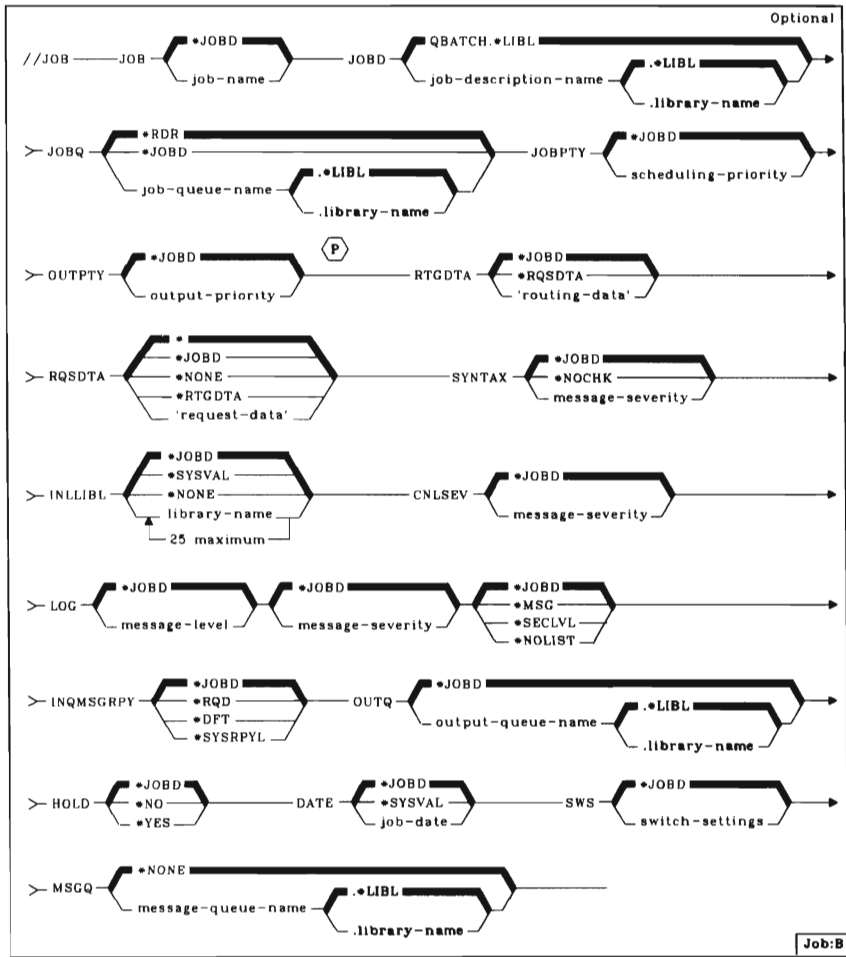 Optional
//JOB JOB *JOBD JOBD QBATCH.*LIBL
job-name job-description-name .*LIBL
.library-name
JOBQ *RDR JOBPTY *JOBD
*JOBD scheduling-priority
job-queue-name .*LIBL
.library-name
P
OUTPTY *JOBD RTGDTA *JOBD
output-priority *RQSDTA
'routing-data'
RQSDTA * SYNTAX *JOBD
*JOBD *NOCHK
*NONE message-severity
*RTGDTA
'request-data'
INLLIBL *JOBD CNLSEV *JOBD
*SYSVAL message-severity
*NONE
library-name
25 maximum
LOG *JOBD *JOBD *JOBD
message-level message-severity *MSG
*SECLVL
*NOLIST
INQMSGRPY *JOBD OUTQ *JOBD
*RQD output-queue-name .*LIBL
*DFT .library-name
*SYSRPYL
HOLD *JOBD DATE *JOBD SWS *JOBD
*NO *SYSVAL switch-settings
*YES job-date
MSGQ *NONE
message-queue-name .*LIBL
.library-name
Job:B